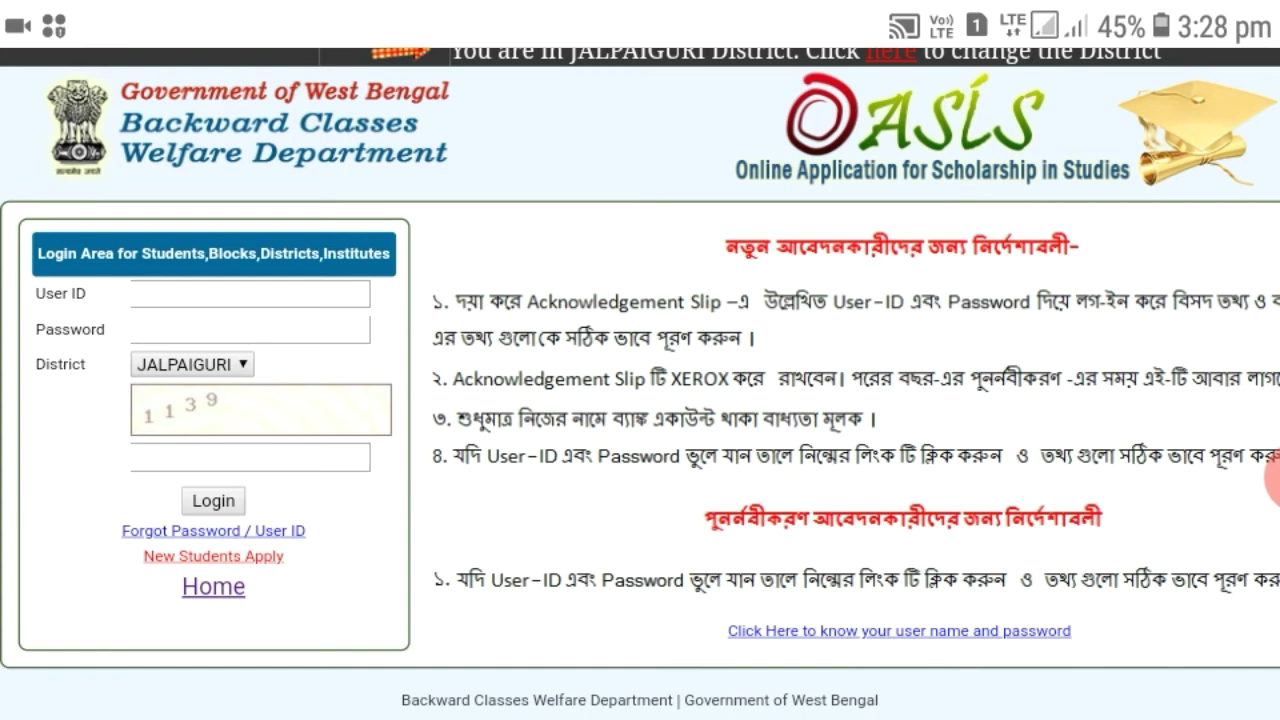 45% 3:28 pm
You are in JALPAIGURI District. Click here to change the District
Government of West Bengal
Backward Classes
Welfare Department
OASIS
Online Application for Scholarship in Studies
Login Area for Students,Blocks,Districts,Institutes
User ID
Password
District JALPAIGURI
1 1 3 9
Login
Forgot Password / User ID
New Students Apply
Home
নতুন আবেদনকারীদের জন্য নির্দেশাবলী-
১. দয়া করে Acknowledgement Slip –এ উল্লেখিত User–ID এবং Password দিয়ে লগ-ইন করে বিসদ তথ্য ও
এর তথ্য গুলো কে সঠিক ভাবে পূরণ করুন ।
২. Acknowledgement Slip টি XEROX করে রাখবেন। পরের বছর-এর পুনর্নবীকরণ -এর সময় এই-টি আবার
৩. শুধুমাত্র নিজের নামে ব্যাঙ্ক একাউন্ট থাকা বাধ্যতা মূলক ।
৪. যদি User–ID এবং Password ভুলে যান তালে নিম্মের লিংক টি ক্লিক করুন ও তথ্য গুলো সঠিক ভাবে পূরণ
পুনর্নবীকরণ আবেদনকারীদের জন্য নির্দেশাবলী
১. যদি User–ID এবং Password ভুলে যান তালে নিম্মের লিংক টি ক্লিক করুন ও তথ্য গুলো সঠিক ভাবে পূরণ
Click Here to know your user name and password
Backward Classes Welfare Department | Government of West Bengal